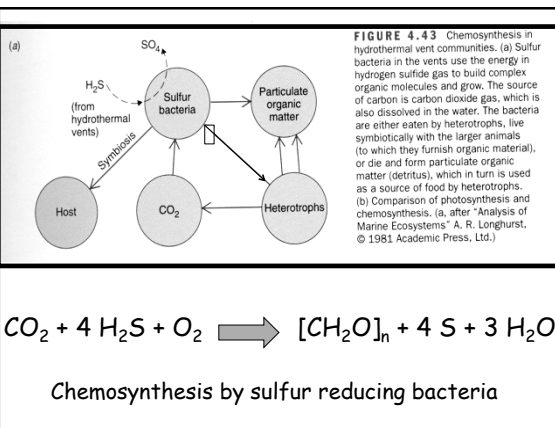 (a)
SO₄
H₂S
(from
hydrothermal
vents)
Sulfur
bacteria
Particulate
organic
matter
Symbiosis
Host
CO₂
Heterotrophs
FIGURE 4.43 Chemosynthesis in
hydrothermal vent communities. (a) Sulfur
bacteria in the vents use the energy in
hydrogen sulfide gas to build complex
organic molecules and grow. The source
of carbon is carbon dioxide gas, which is
also dissolved in the water. The bacteria
are either eaten by heterotrophs, live
symbiotically with the larger animals
(to which they furnish organic material),
or die and form particulate organic
matter (detritus), which in turn is used
as a source of food by heterotrophs.
(b) Comparison of photosynthesis and
chemosynthesis. (a, after “Analysis of
Marine Ecosystems” A. R. Longhurst,
© 1981 Academic Press, Ltd.)
CO₂ + 4 H₂S + O₂ [CH₂O]ₙ + 4 S + 3 H₂O
Chemosynthesis by sulfur reducing bacteria